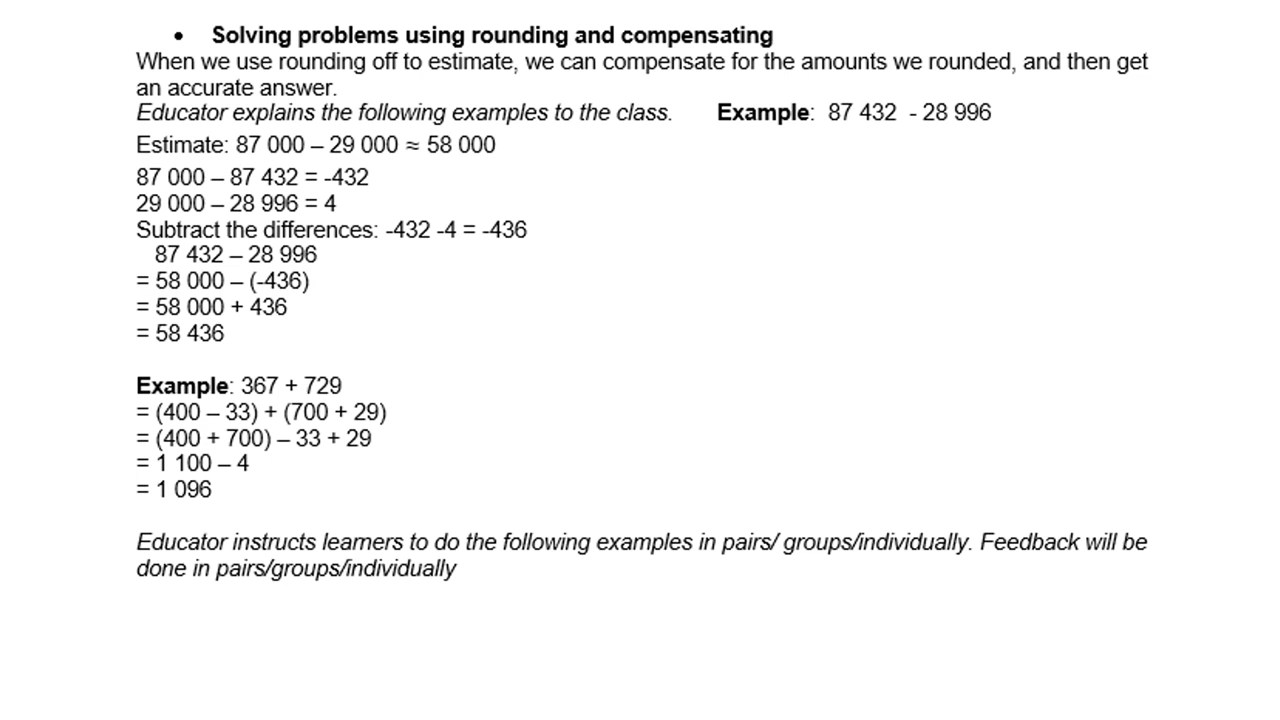 • Solving problems using rounding and compensating
When we use rounding off to estimate, we can compensate for the amounts we rounded, and then get
an accurate answer.
Educator explains the following examples to the class. Example: 87 432 - 28 996
Estimate: 87 000 – 29 000 ≈ 58 000
87 000 – 87 432 = -432
29 000 – 28 996 = 4
Subtract the differences: -432 -4 = -436
87 432 – 28 996
= 58 000 – (-436)
= 58 000 + 436
= 58 436
Example: 367 + 729
= (400 – 33) + (700 + 29)
= (400 + 700) – 33 + 29
= 1 100 – 4
= 1 096
Educator instructs learners to do the following examples in pairs/ groups/individually. Feedback will be
done in pairs/groups/individually